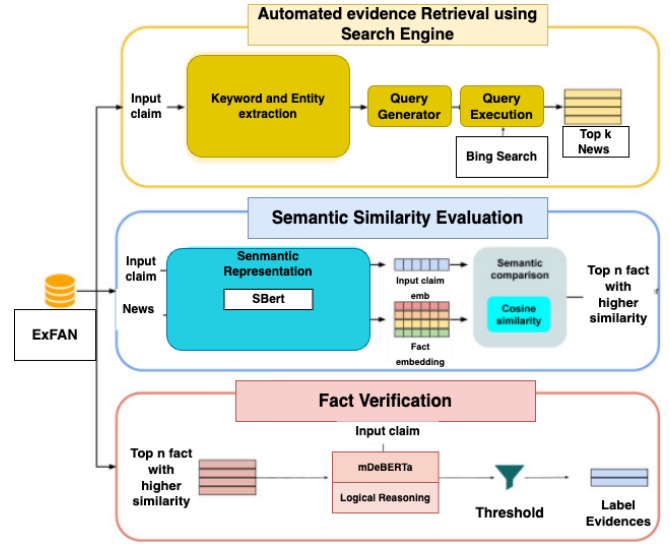 Automated evidence Retrieval using
Search Engine
Input
claim
Keyword and Entity
extraction
Query
Generator
Query
Execution
Bing Search
Top k
News
Semantic Similarity Evaluation
Input
claim
News
Senmantic
Representation
SBert
Input claim
emb
Fact
embedding
Semantic
comparison
Cosine
similarity
Top n fact
with
higher
similarity
ExFAN
Fact Verification
Top n fact
with
higher
similarity
Input claim
mDeBERTa
Logical Reasoning
Threshold
Label
Evidences